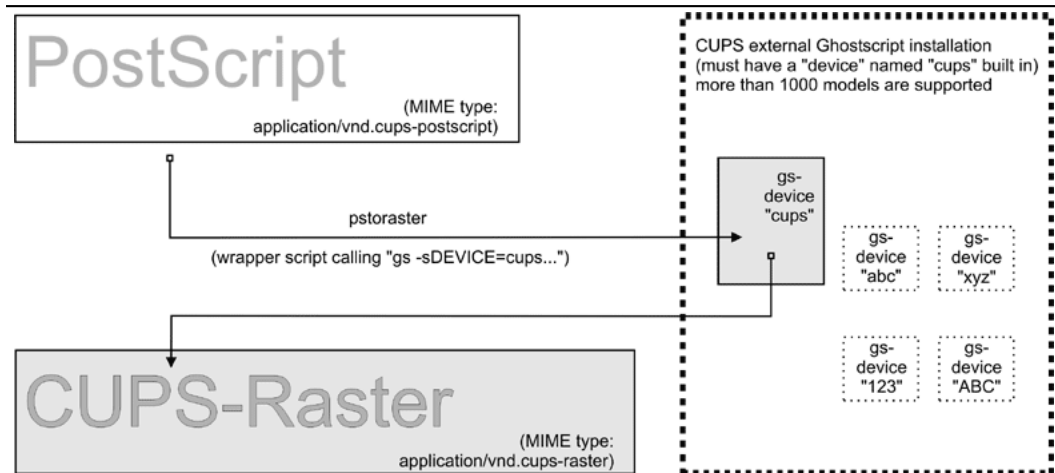 PostScript
(MIME type:
application/vnd.cups-postscript)
CUPS external Ghostscript installation
(must have a "device" named "cups" built in)
more than 1000 models are supported
gs-
device
"cups"
pstoraster
(wrapper script calling "gs -sDEVICE=cups...")
gs-
device
"abc"
gs-
device
"xyz"
gs-
device
"123"
gs-
device
"ABC"
CUPS-Raster
(MIME type:
application/vnd.cups-raster)